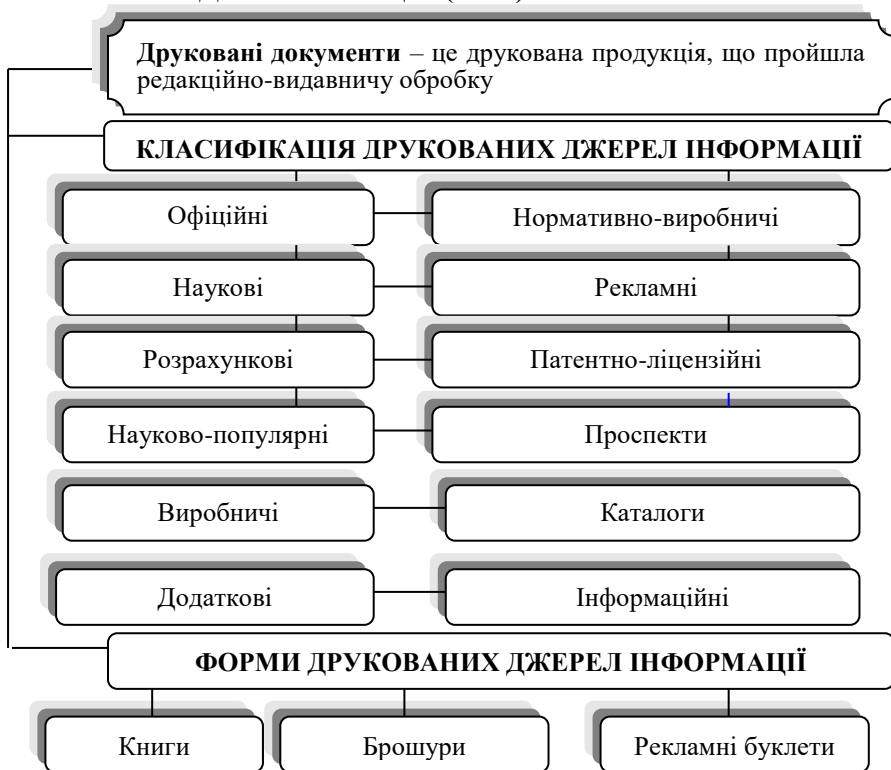 Друковані документи – це друкована продукція, що пройшла
редакційно-видавничу обробку
КЛАСИФІКАЦІЯ ДРУКОВАНИХ ДЖЕРЕЛ ІНФОРМАЦІЇ
Офіційні
Нормативно-виробничі
Наукові
Рекламні
Розрахункові
Патентно-ліцензійні
Науково-популярні
Проспекти
Виробничі
Каталоги
Додаткові
Інформаційні
ФОРМИ ДРУКОВАНИХ ДЖЕРЕЛ ІНФОРМАЦІЇ
Книги
Брошури
Рекламні буклети